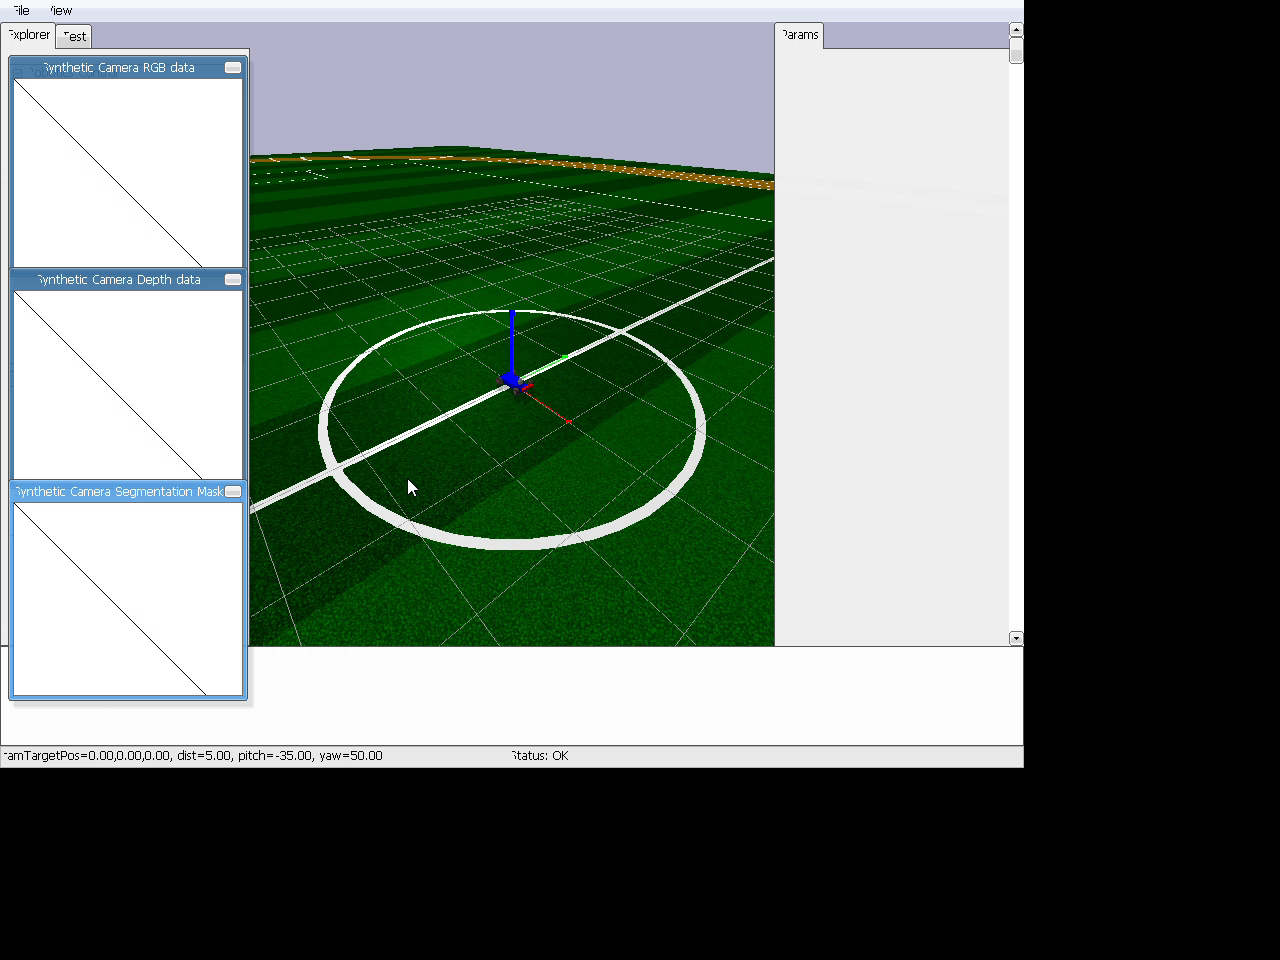 File View
Explorer Test Params
Synthetic Camera RGB data
Synthetic Camera Depth data
Synthetic Camera Segmentation Mask
camTargetPos=0.00,0.00,0.00, dist=5.00, pitch=-35.00, yaw=50.00 Status: OK